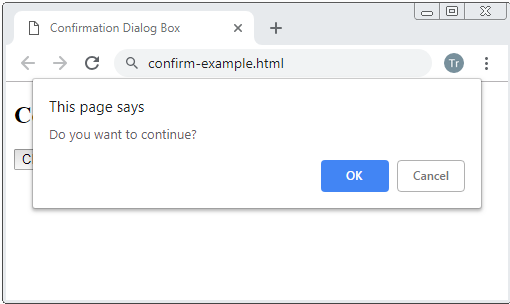 Confirmation Dialog Box
confirm-example.html
Tr
This page says
Do you want to continue?
OK
Cancel